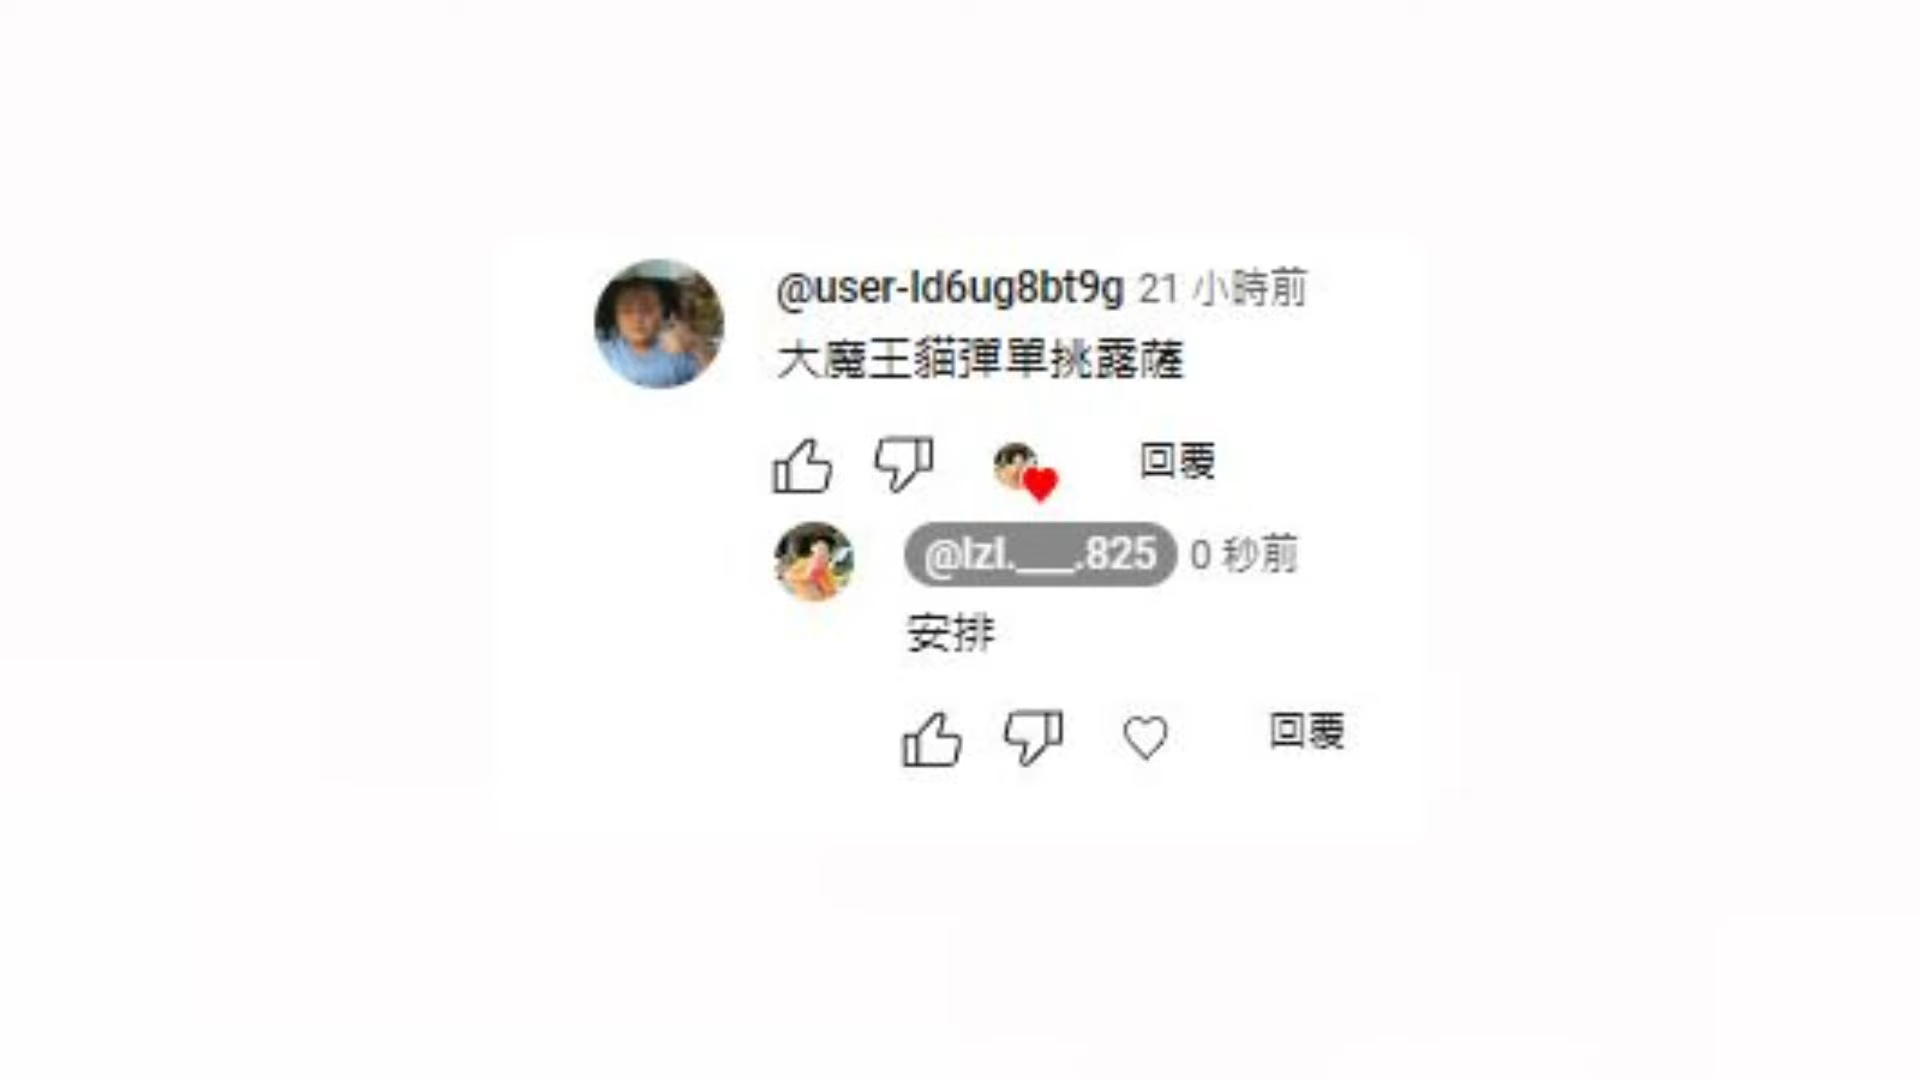 @user-ld6ug8bt9g 21 小時前
大魔王貓彈單挑露薩
回覆
@lzl.___.825 0 秒前
安排
回覆